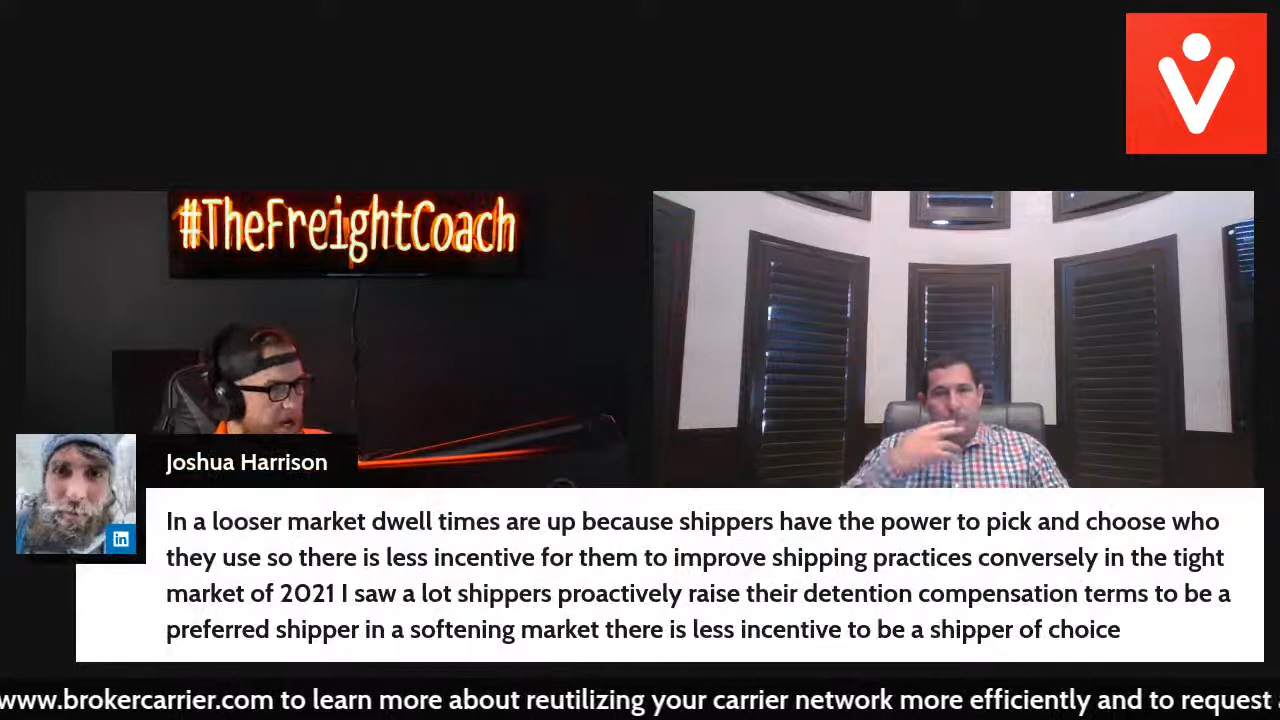 #TheFreightCoach
Joshua Harrison
in
In a looser market dwell times are up because shippers have the power to pick and choose who
they use so there is less incentive for them to improve shipping practices conversely in the tight
market of 2021 I saw a lot shippers proactively raise their detention compensation terms to be a
preferred shipper in a softening market there is less incentive to be a shipper of choice
www.brokercarrier.com to learn more about reutilizing your carrier network more efficiently and to request